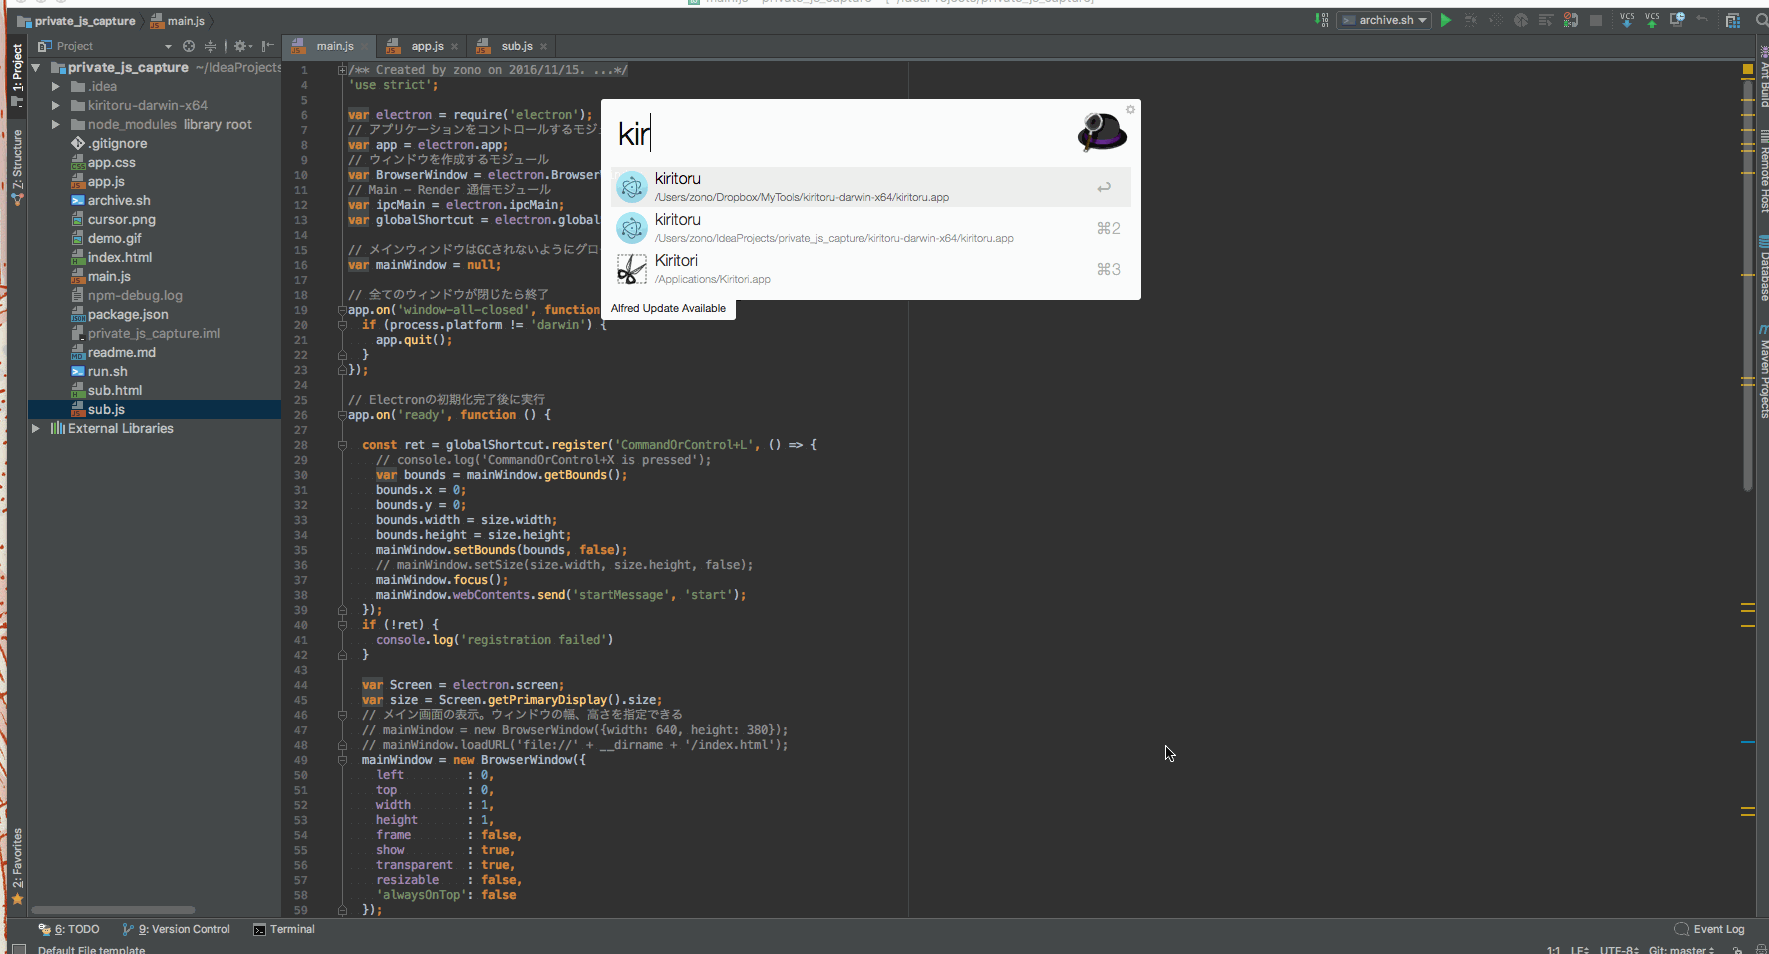 private_js_capture
main.js
archive.sh
Project
main.js
app.js
sub.js
1: Project
7: Structure
2: Favorites
private_js_capture ~/IdeaProjects
.idea
kiritoru-darwin-x64
node_modules library root
.gitignore
app.css
app.js
archive.sh
cursor.png
demo.gif
index.html
main.js
npm-debug.log
package.json
private_js_capture.iml
readme.md
run.sh
sub.html
sub.js
External Libraries
1 /** Created by zono on 2016/11/15. ...*/
4 'use strict';
5
6 var electron = require('electron');
7 // アプリケーションをコントロールするモジュ
8 var app = electron.app;
9 // ウィンドウを作成するモジュール
10 var BrowserWindow = electron.Browser
11 // Main – Render 通信モジュール
12 var ipcMain = electron.ipcMain;
13 var globalShortcut = electron.global
14
15 // メインウィンドウはGCされないようにグロー
16 var mainWindow = null;
17
18 // 全てのウィンドウが閉じたら終了
19 app.on('window-all-closed', function
20 if (process.platform != 'darwin') {
21 app.quit();
22 }
23 });
24
25 // Electronの初期化完了後に実行
26 app.on('ready', function () {
27
28 const ret = globalShortcut.register('CommandOrControl+L', () => {
29 // console.log('CommandOrControl+X is pressed');
30 var bounds = mainWindow.getBounds();
31 bounds.x = 0;
32 bounds.y = 0;
33 bounds.width = size.width;
34 bounds.height = size.height;
35 mainWindow.setBounds(bounds, false);
36 // mainWindow.setSize(size.width, size.height, false);
37 mainWindow.focus();
38 mainWindow.webContents.send('startMessage', 'start');
39 });
40 if (!ret) {
41 console.log('registration failed')
42 }
43
44 var Screen = electron.screen;
45 var size = Screen.getPrimaryDisplay().size;
46 // メイン画面の表示。ウィンドウの幅、高さを指定できる
47 // mainWindow = new BrowserWindow({width: 640, height: 380});
48 // mainWindow.loadURL('file://' + __dirname + '/index.html');
49 mainWindow = new BrowserWindow({
50 left : 0,
51 top : 0,
52 width : 1,
53 height : 1,
54 frame : false,
55 show : true,
56 transparent : true,
57 resizable : false,
58 'alwaysOnTop': false
59 });
kir
kiritoru
/Users/zono/Dropbox/MyTools/kiritoru-darwin-x64/kiritoru.app
kiritoru
/Users/zono/IdeaProjects/private_js_capture/kiritoru-darwin-x64/kiritoru.app
⌘2
Kiritori
/Applications/Kiritori.app
⌘3
Alfred Update Available
VCS
VCS
Ant Build
Remote Host
Database
Maven Projects
6: TODO
9: Version Control
Terminal
Event Log
Default File template
1:1 LF UTF-8 Git: master